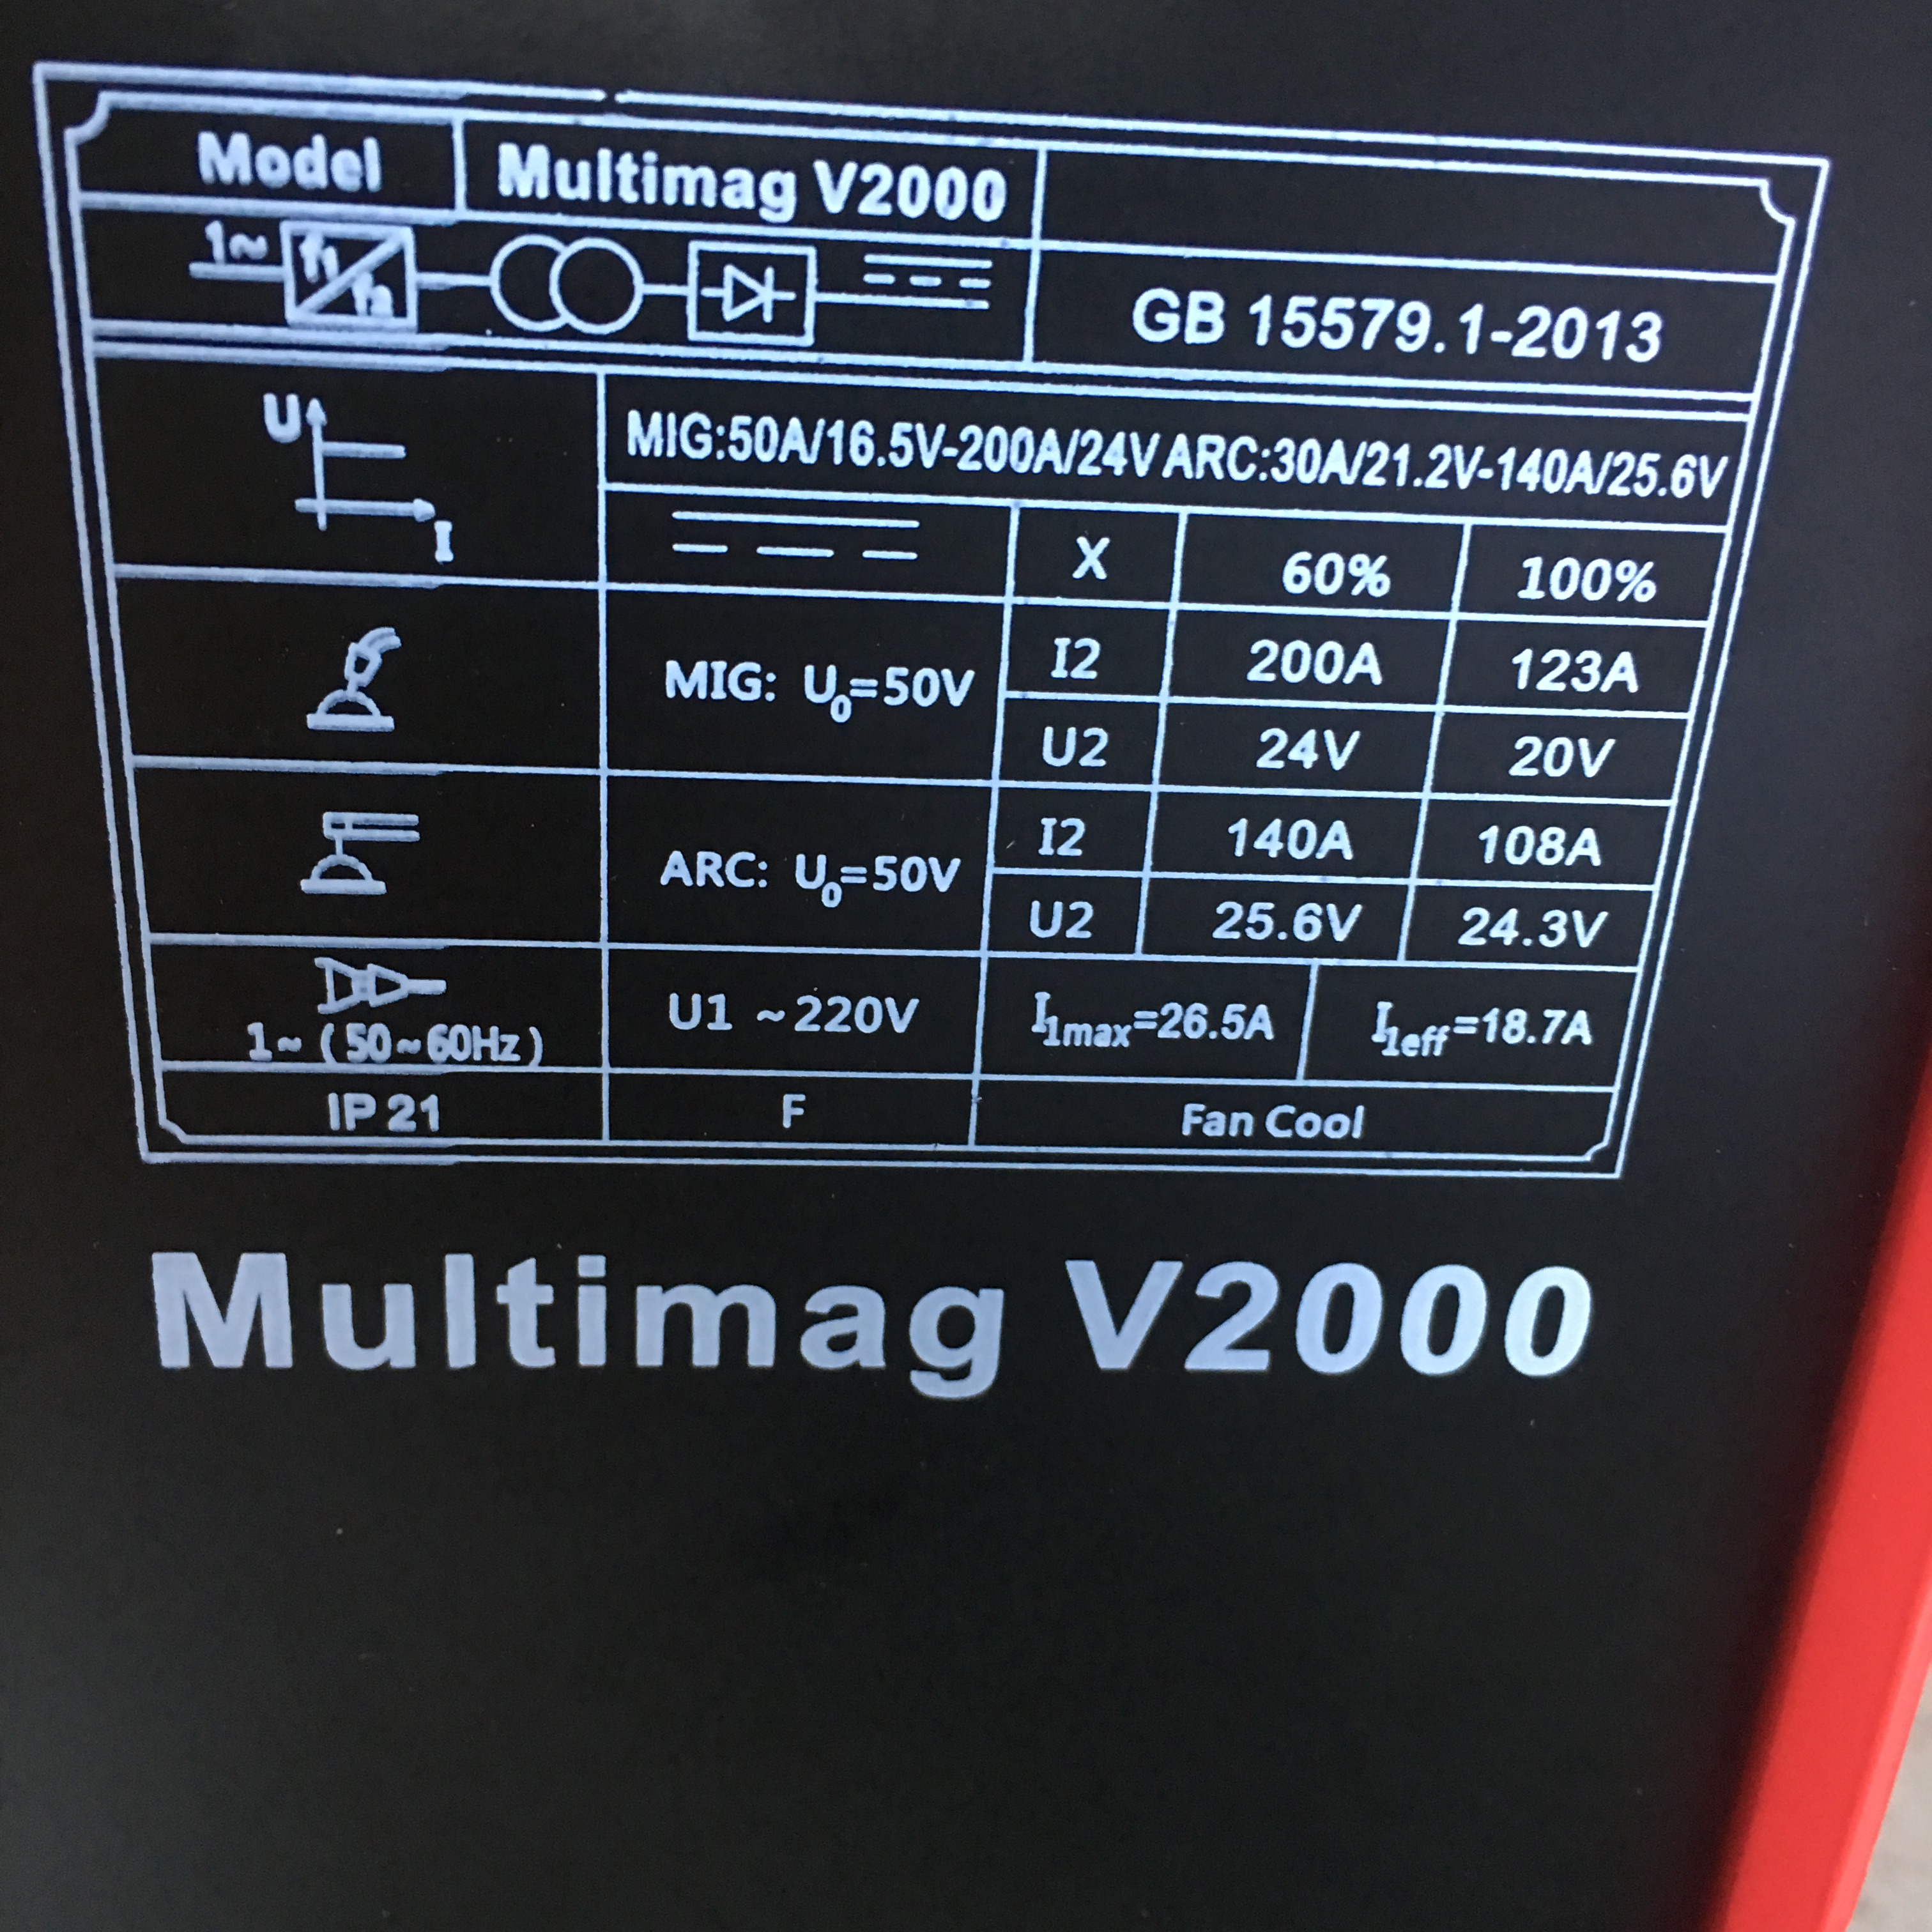 Model Multimag V2000
1~ f1 f2
GB 15579.1-2013
U I
MIG:50A/16.5V-200A/24V ARC:30A/21.2V-140A/25.6V
X 60% 100%
MIG: U0=50V
I2 200A 123A
U2 24V 20V
ARC: U0=50V
I2 140A 108A
U2 25.6V 24.3V
1~ (50~60Hz)
U1 ~220V I1max=26.5A I1eff=18.7A
IP 21 F Fan Cool
Multimag V2000